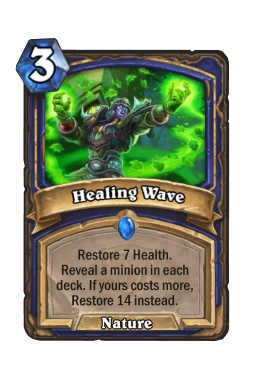 3
Healing Wave
Restore 7 Health.
Reveal a minion in each
deck. If yours costs more,
Restore 14 instead.
Nature